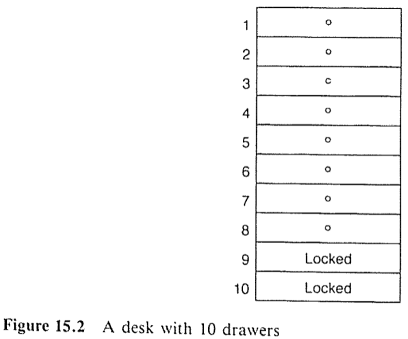 1 o
2 o
3 c
4 o
5 o
6 o
7 o
8 o
9 Locked
10 Locked
Figure 15.2 A desk with 10 drawers